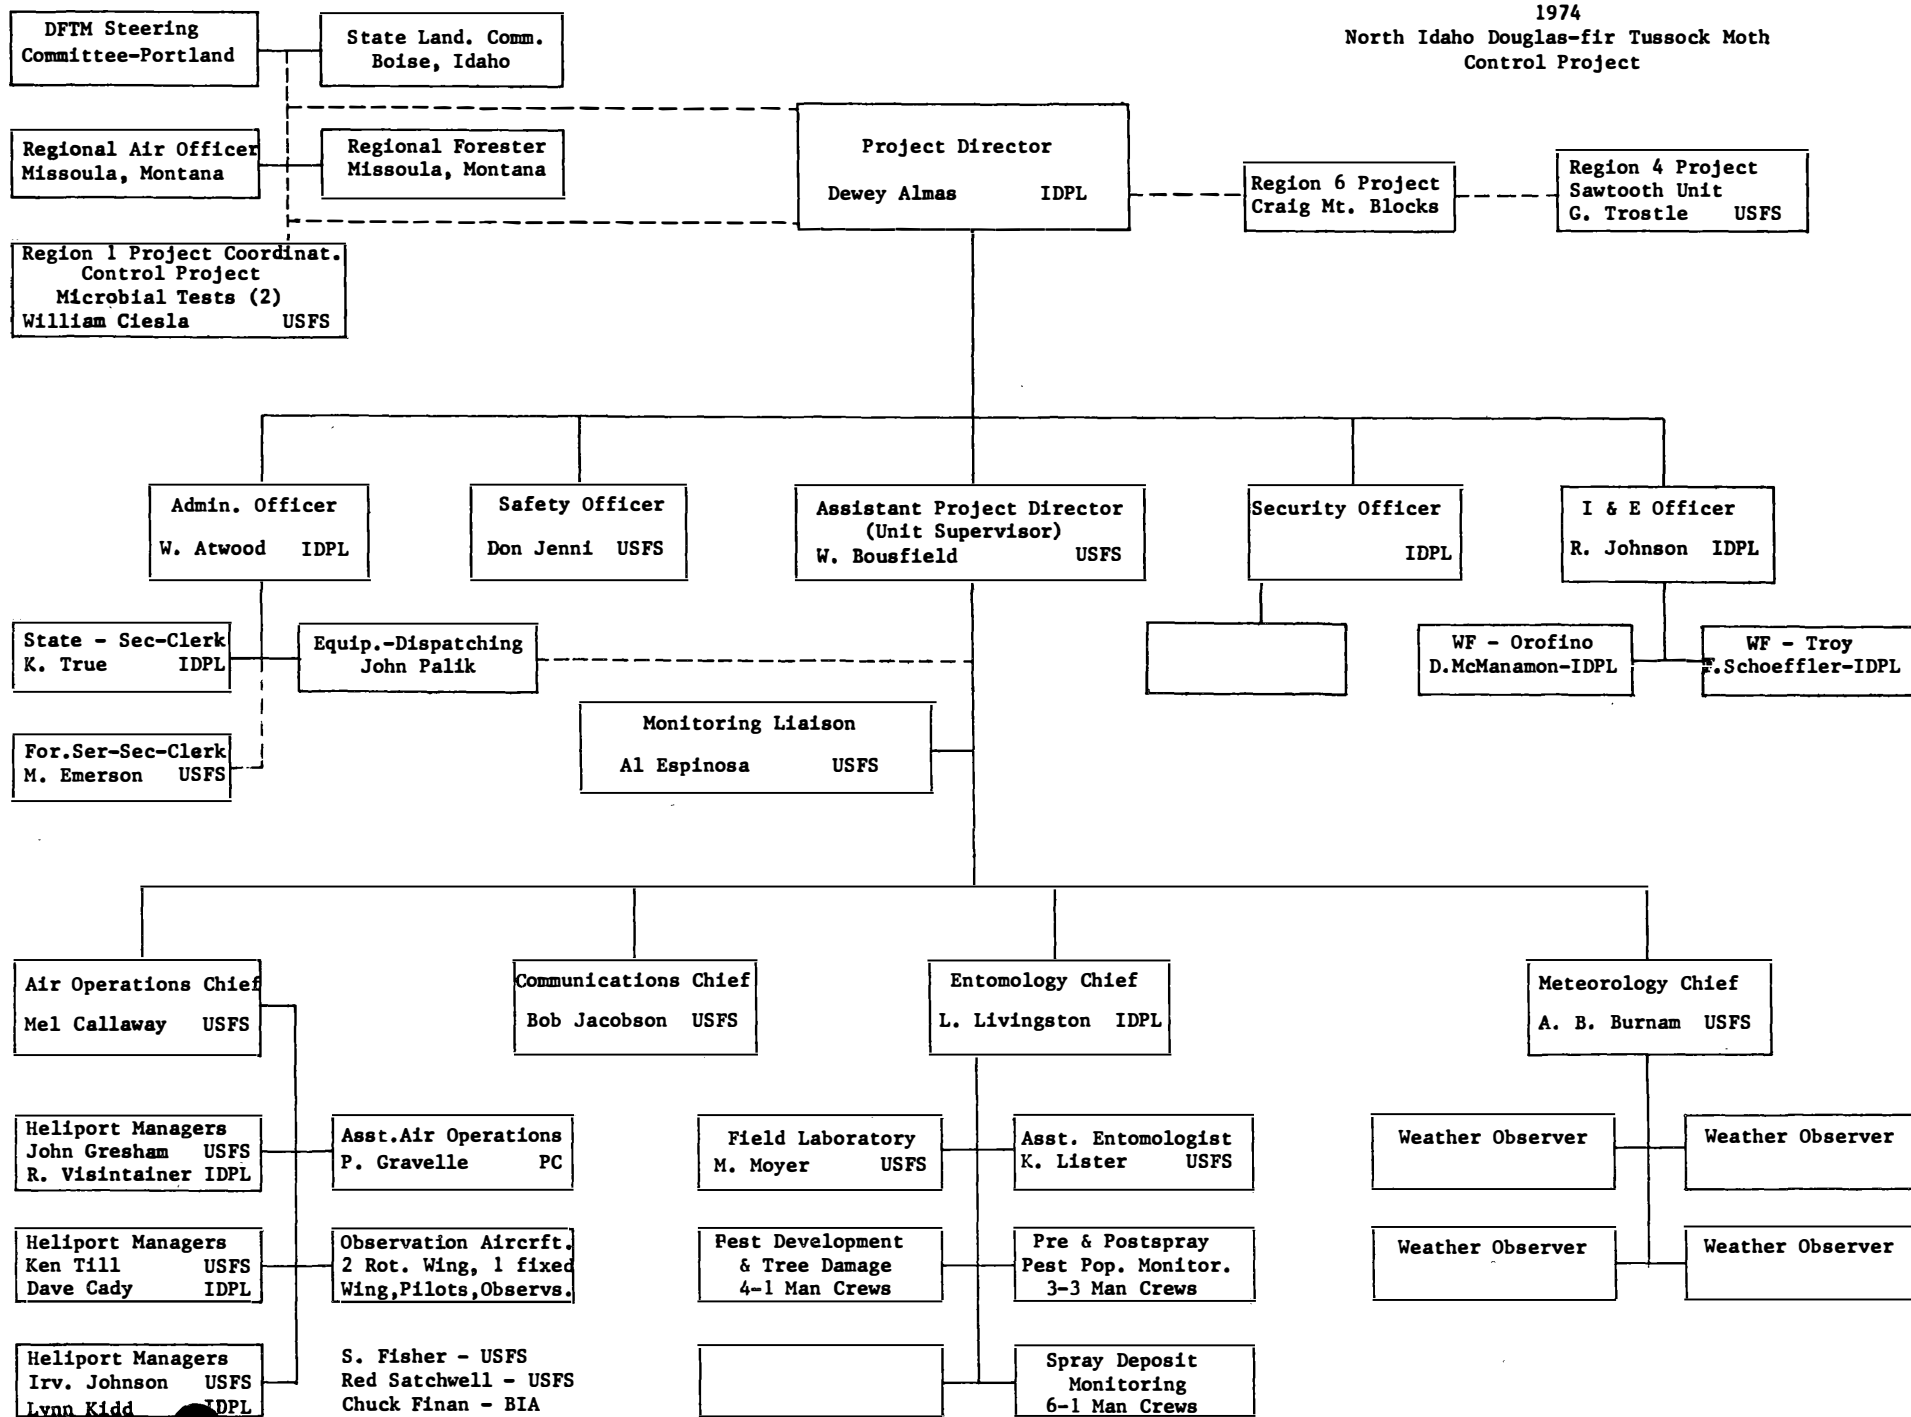 1974
North Idaho Douglas-fir Tussock Moth
Control Project
DFTM Steering
Committee-Portland
State Land. Comm.
Boise, Idaho
Regional Air Officer
Missoula, Montana
Regional Forester
Missoula, Montana
Project Director
Dewey Almas IDPL
Region 6 Project
Craig Mt. Blocks
Region 4 Project
Sawtooth Unit
G. Trostle USFS
Region 1 Project Coordinat.
Control Project
Microbial Tests (2)
William Ciesla USFS
Admin. Officer
W. Atwood IDPL
Safety Officer
Don Jenni USFS
Assistant Project Director
(Unit Supervisor)
W. Bousfield USFS
Security Officer
IDPL
I & E Officer
R. Johnson IDPL
State - Sec-Clerk
K. True IDPL
Equip.-Dispatching
John Palik
WF - Orofino
D.McManamon-IDPL
WF - Troy
.Schoeffler-IDPL
For.Ser-Sec-Clerk
M. Emerson USFS
Monitoring Liaison
Al Espinosa USFS
Air Operations Chief
Mel Callaway USFS
Communications Chief
Bob Jacobson USFS
Entomology Chief
L. Livingston IDPL
Meteorology Chief
A. B. Burnam USFS
Heliport Managers
John Gresham USFS
R. Visintainer IDPL
Asst.Air Operations
P. Gravelle PC
Field Laboratory
M. Moyer USFS
Asst. Entomologist
K. Lister USFS
Weather Observer
Weather Observer
Heliport Managers
Ken Till USFS
Dave Cady IDPL
Observation Aircrft.
2 Rot. Wing, 1 fixed
Wing,Pilots,Observs.
Pest Development
& Tree Damage
4-1 Man Crews
Pre & Postspray
Pest Pop. Monitor.
3-3 Man Crews
Weather Observer
Weather Observer
Heliport Managers
Irv. Johnson USFS
Lynn Kidd IDPL
S. Fisher - USFS
Red Satchwell - USFS
Chuck Finan - BIA
Spray Deposit
Monitoring
6-1 Man Crews